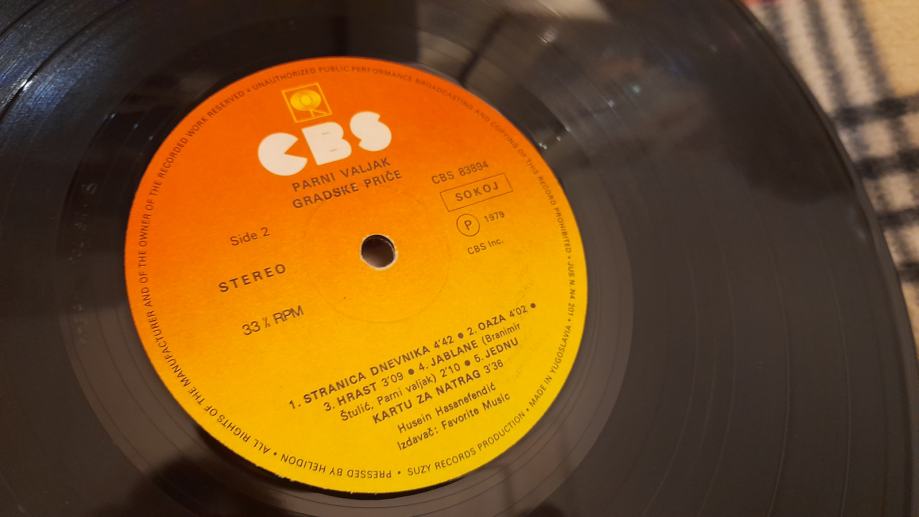 ALL RIGHTS OF THE MANUFACTURER AND OF THE OWNER OF THE RECORDED WORK RESERVED • UNAUTHORIZED PUBLIC PERFORMANCE BROADCASTING AND COPYING OF THIS RECORD PROHIBITED • JUS N.N4 201 • MADE IN YUGOSLAVIA • SUZY RECORDS PRODUCTION • PRESSED BY HELIDON •
CBS
PARNI VALJAK
GRADSKE PRIČE
CBS 83894
SOKOJ
Ⓟ 1979
CBS Inc.
Side 2
STEREO
33⅓ RPM
1. STRANICA DNEVNIKA 4'42 ● 2. OAZA 4'02 ●
3. HRAST 3'09 ● 4. JABLANE (Branimir
Štulić, Parni valjak) 2'10 ● 5. JEDNU
KARTU ZA NATRAG 3'36
Husein Hasanefendić
Izdavač: Favorite Music